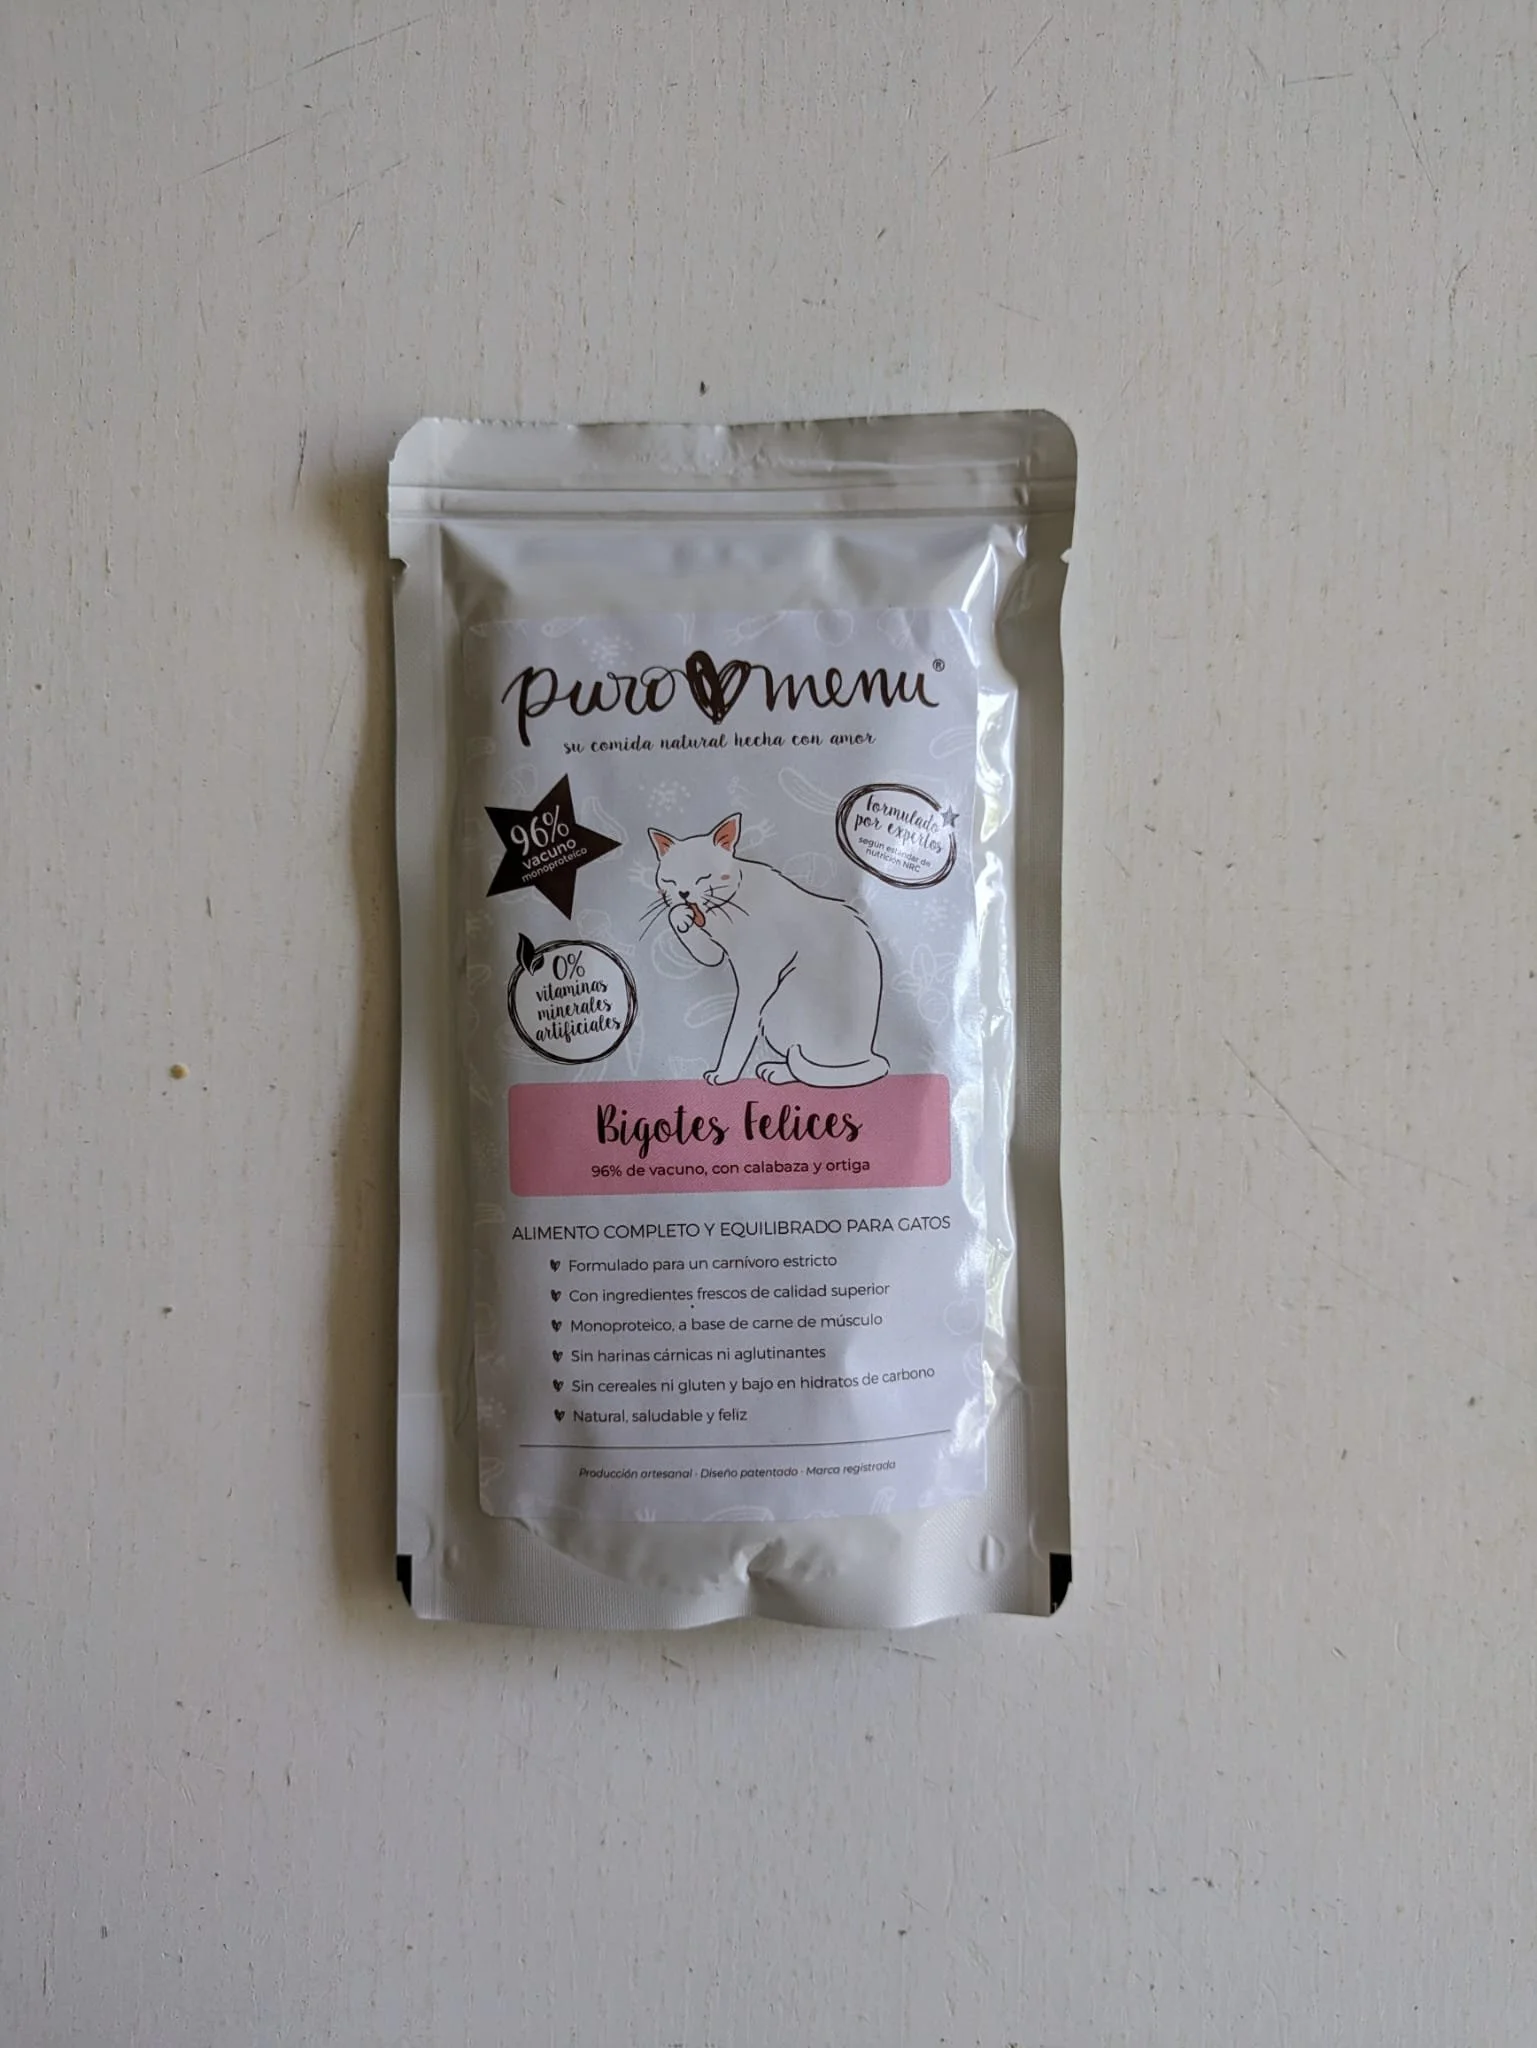 puro menu®
su comida natural hecha con amor
96%
vacuno
monoproteico
Formulado
por expertos
según estándar de
nutrición NRC
0%
vitaminas
minerales
artificiales
Bigotes Felices
96% de vacuno, con calabaza y ortiga
ALIMENTO COMPLETO Y EQUILIBRADO PARA GATOS
Formulado para un carnívoro estricto
Con ingredientes frescos de calidad superior
Monoproteico, a base de carne de músculo
Sin harinas cárnicas ni aglutinantes
Sin cereales ni gluten y bajo en hidratos de carbono
Natural, saludable y feliz
Producción artesanal · Diseño patentado · Marca registrada